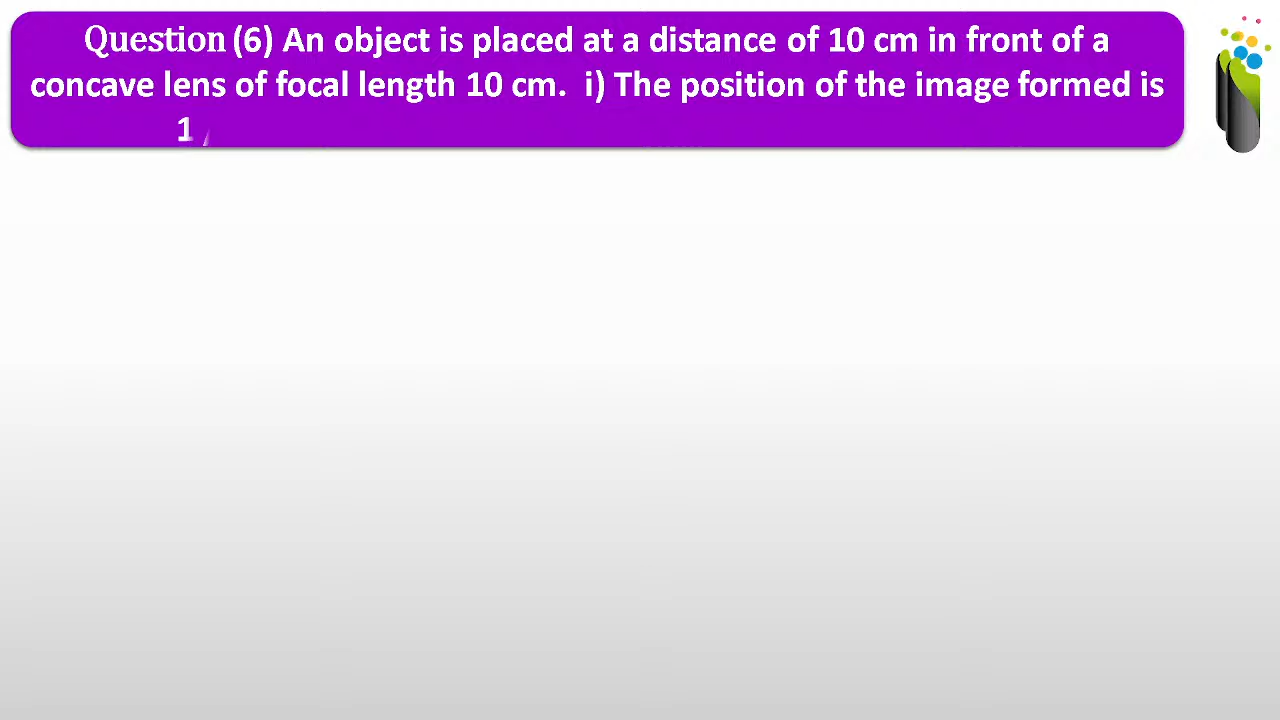 Question (6) An object is placed at a distance of 10 cm in front of a
concave lens of focal length 10 cm. i) The position of the image formed is
1